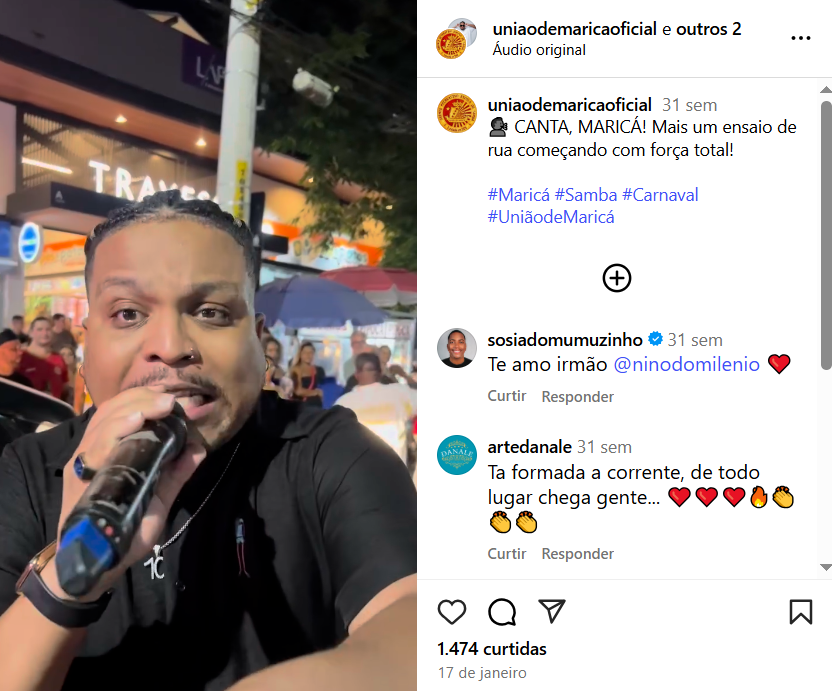 uniaodemaricaoficial e outros 2
Áudio original
uniaodemaricaoficial 31 sem
🗣 CANTA, MARICÁ! Mais um ensaio de
rua começando com força total!
#Maricá #Samba #Carnaval
#UniãodeMaricá
sosiadomumuzinho 31 sem
Te amo irmão @ninodomilenio ❤️
Curtir Responder
artedanale 31 sem
Ta formada a corrente, de todo
lugar chega gente... ❤️❤️❤️🔥👏
👏👏
Curtir Responder
1.474 curtidas
17 de janeiro
DANALE